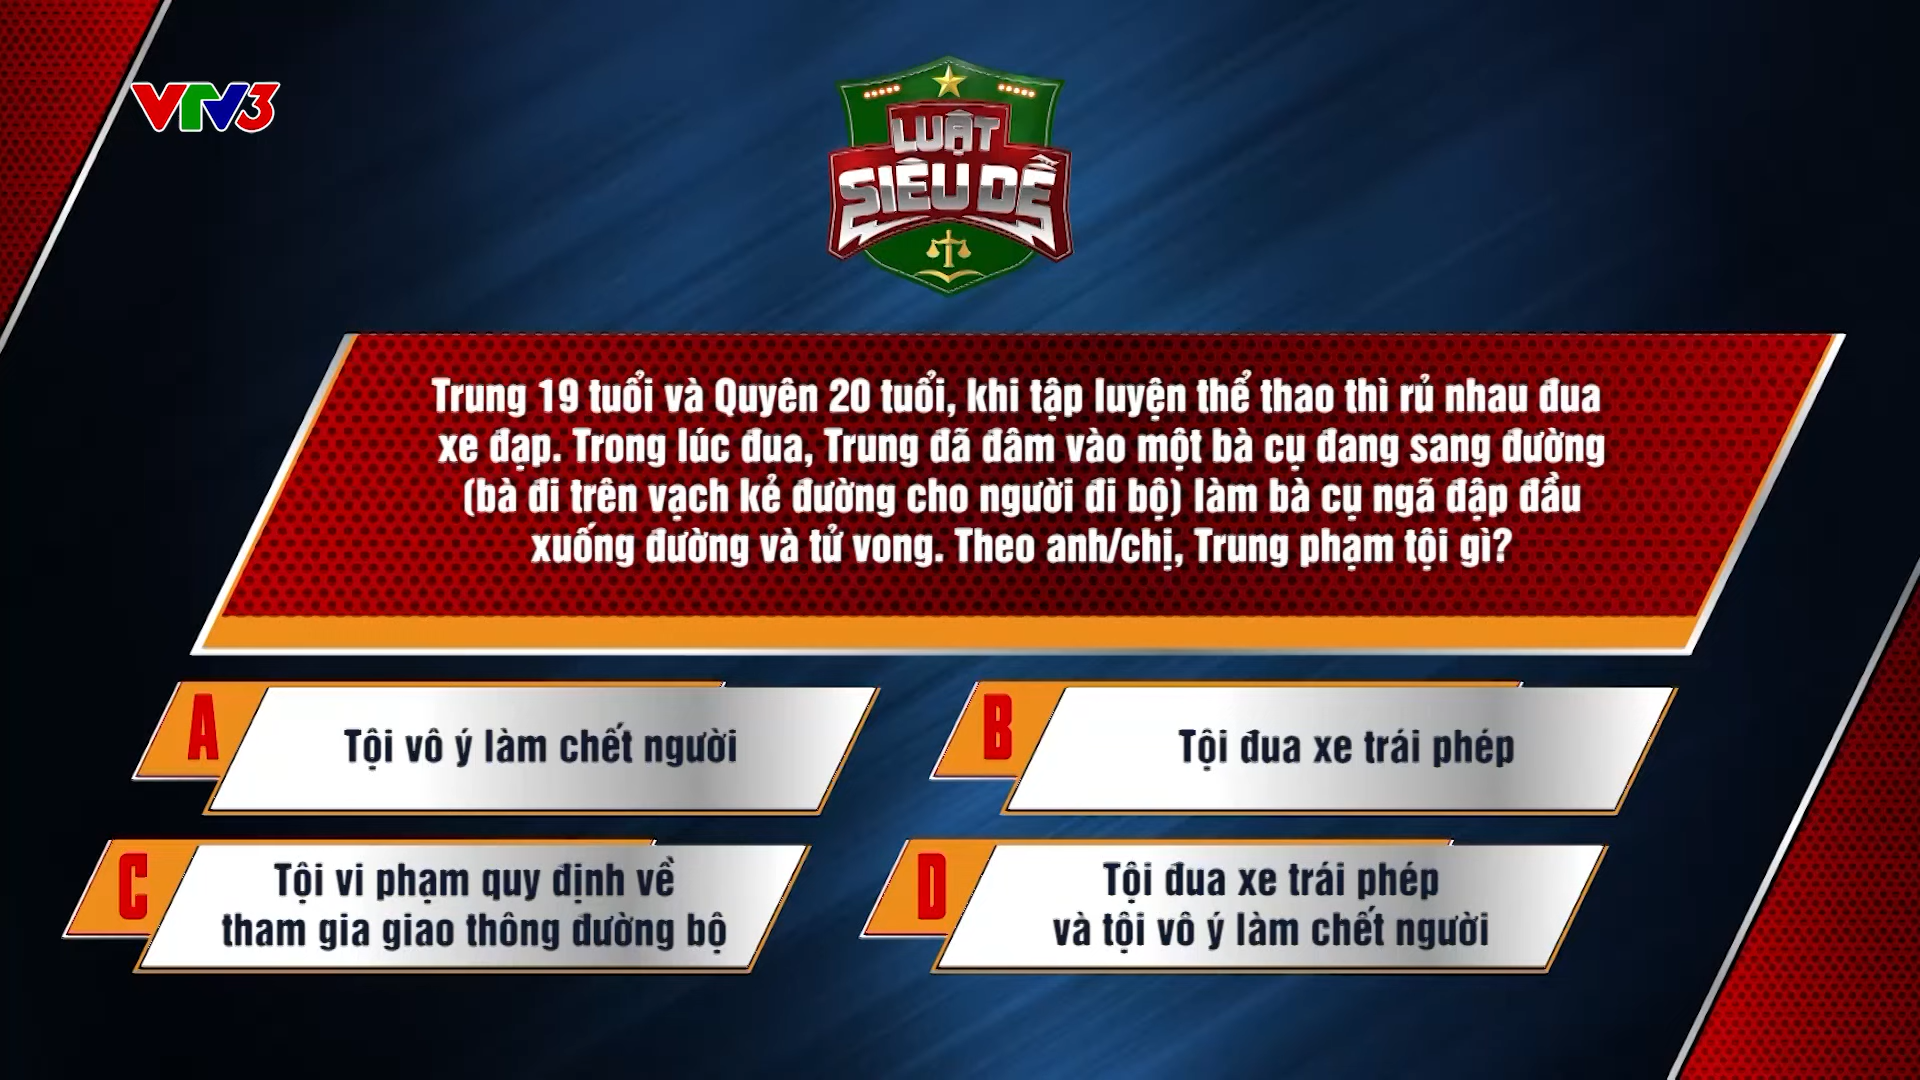 VTV3
LUẬT
SIÊU DỄ
Trung 19 tuổi và Quyên 20 tuổi, khi tập luyện thể thao thì rủ nhau đua
xe đạp. Trong lúc đua, Trung đã đâm vào một bà cụ đang sang đường
(bà đi trên vạch kẻ đường cho người đi bộ) làm bà cụ ngã đập đầu
xuống đường và tử vong. Theo anh/chị, Trung phạm tội gì?
A
Tội vô ý làm chết người
B
Tội đua xe trái phép
C
Tội vi phạm quy định về
tham gia giao thông đường bộ
D
Tội đua xe trái phép
và tội vô ý làm chết người